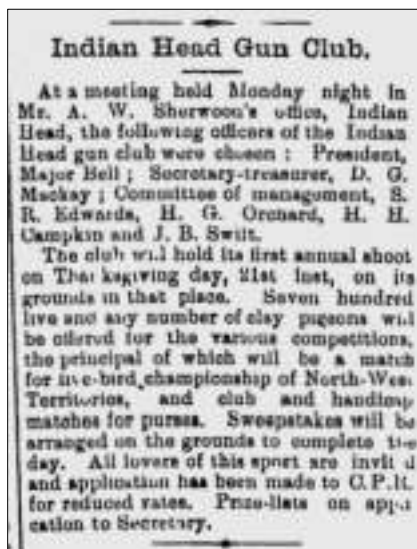 Indian Head Gun Club.
At a meeting held Monday night in
Mr. A. W. Sherwood's office, Indian
Head, the following officers of the Indian
Head gun club were chosen : President,
Major Bell ; Secretary-treasurer, D. G.
Mackay ; Committee of management, S.
R. Edwards, H. G. Orchard, H. H.
Campkin and J. B. Swift.
The club will hold its first annual shoot
on Thanksgiving day, 21st inst, on its
grounds in that place. Seven hundred
live and any number of clay pigeons will
be offered for the various competitions,
the principal of which will be a match
for live-bird championship of North-West
Territories, and club and handicap
matches for purses. Sweepstakes will be
arranged on the grounds to complete the
day. All lovers of this sport are invited
and application has been made to C.P.R.
for reduced rates. Prize-lists on appli
cation to Secretary.